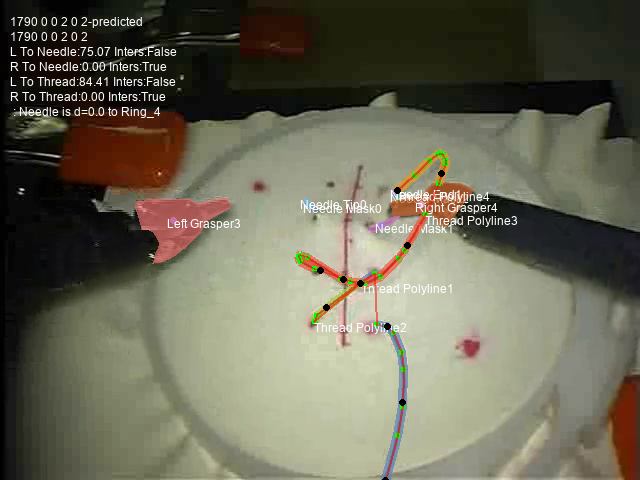 1790 0 0 2 0 2-predicted
1790 0 0 2 0 2
L To Needle:75.07 Inters:False
R To Needle:0.00 Inters:True
L To Thread:84.41 Inters:False
R To Thread:0.00 Inters:True
: Needle is d=0.0 to Ring_4
Thread Polyline4
Needle Tip0
Needle Mask0
Right Grasper4
Left Grasper3
Thread Polyline3
Needle Mask1
Thread Polyline1
Thread Polyline2